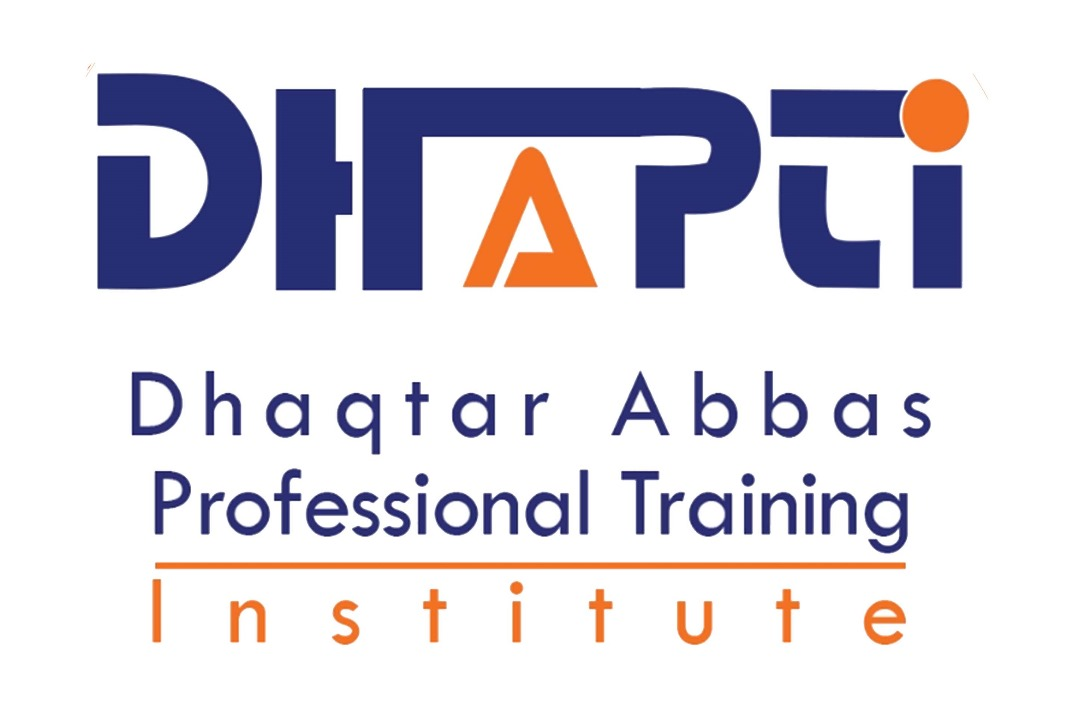 DHAPTi
Dhaqtar Abbas
Professional Training
Institute